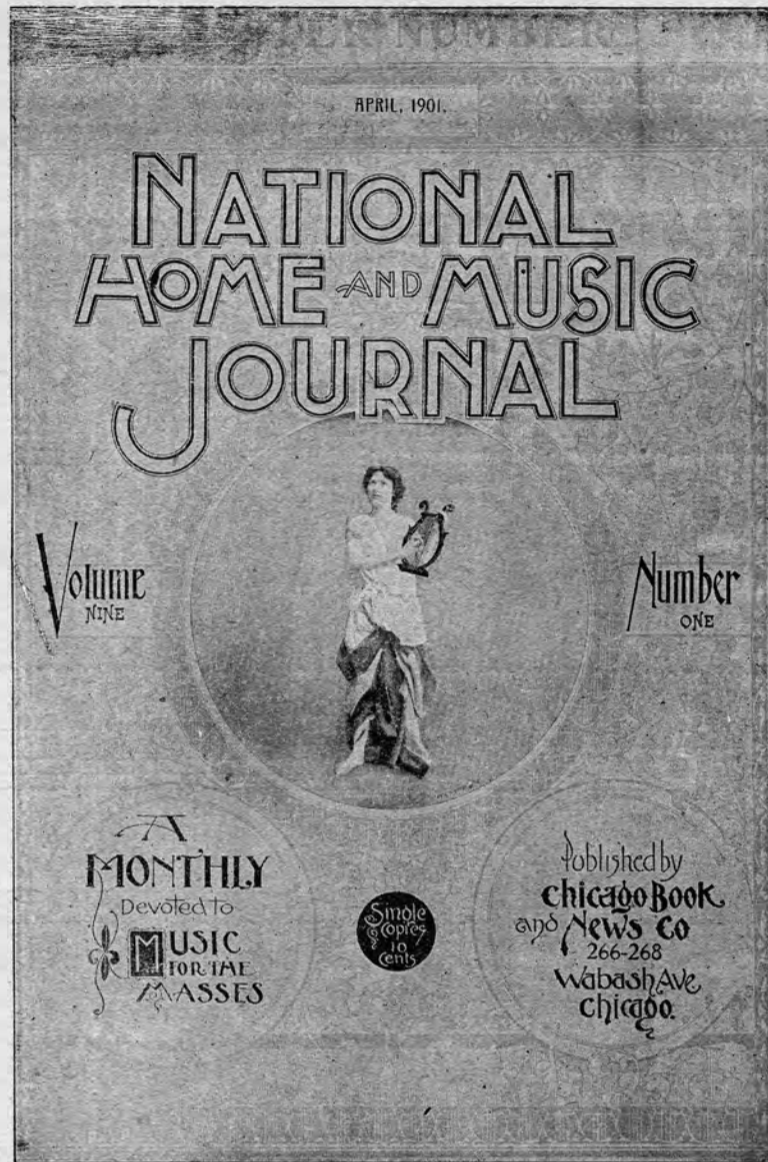 NUMBER
APRIL, 1901.
NATIONAL
HOME AND MUSIC
JOURNAL
Volume
NINE
Number
ONE
A
MONTHLY
Devoted to
MUSIC
FOR THE
MASSES
Single
Copies
10
Cents
Published by
Chicago Book
and News Co
266-268
Wabash Ave
Chicago.